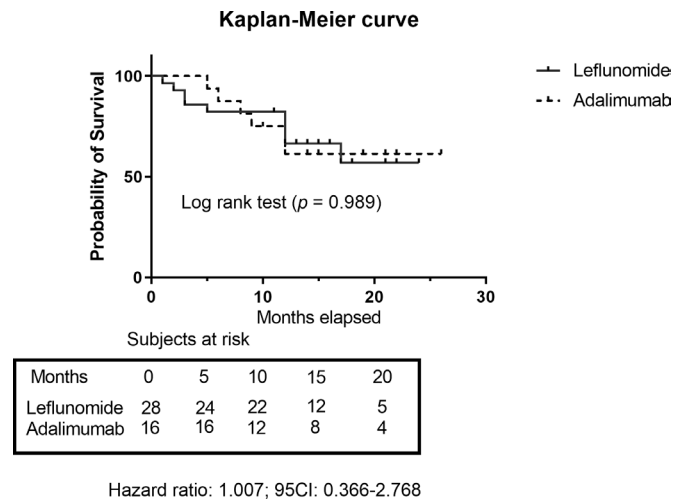 Kaplan-Meier curve
Probability of Survival
100
50
0
0 10 20 30
Months elapsed
Leflunomide
Adalimumab
Log rank test (p = 0.989)
Subjects at risk
Months 0 5 10 15 20
Leflunomide 28 24 22 12 5
Adalimumab 16 16 12 8 4
Hazard ratio: 1.007; 95CI: 0.366-2.768